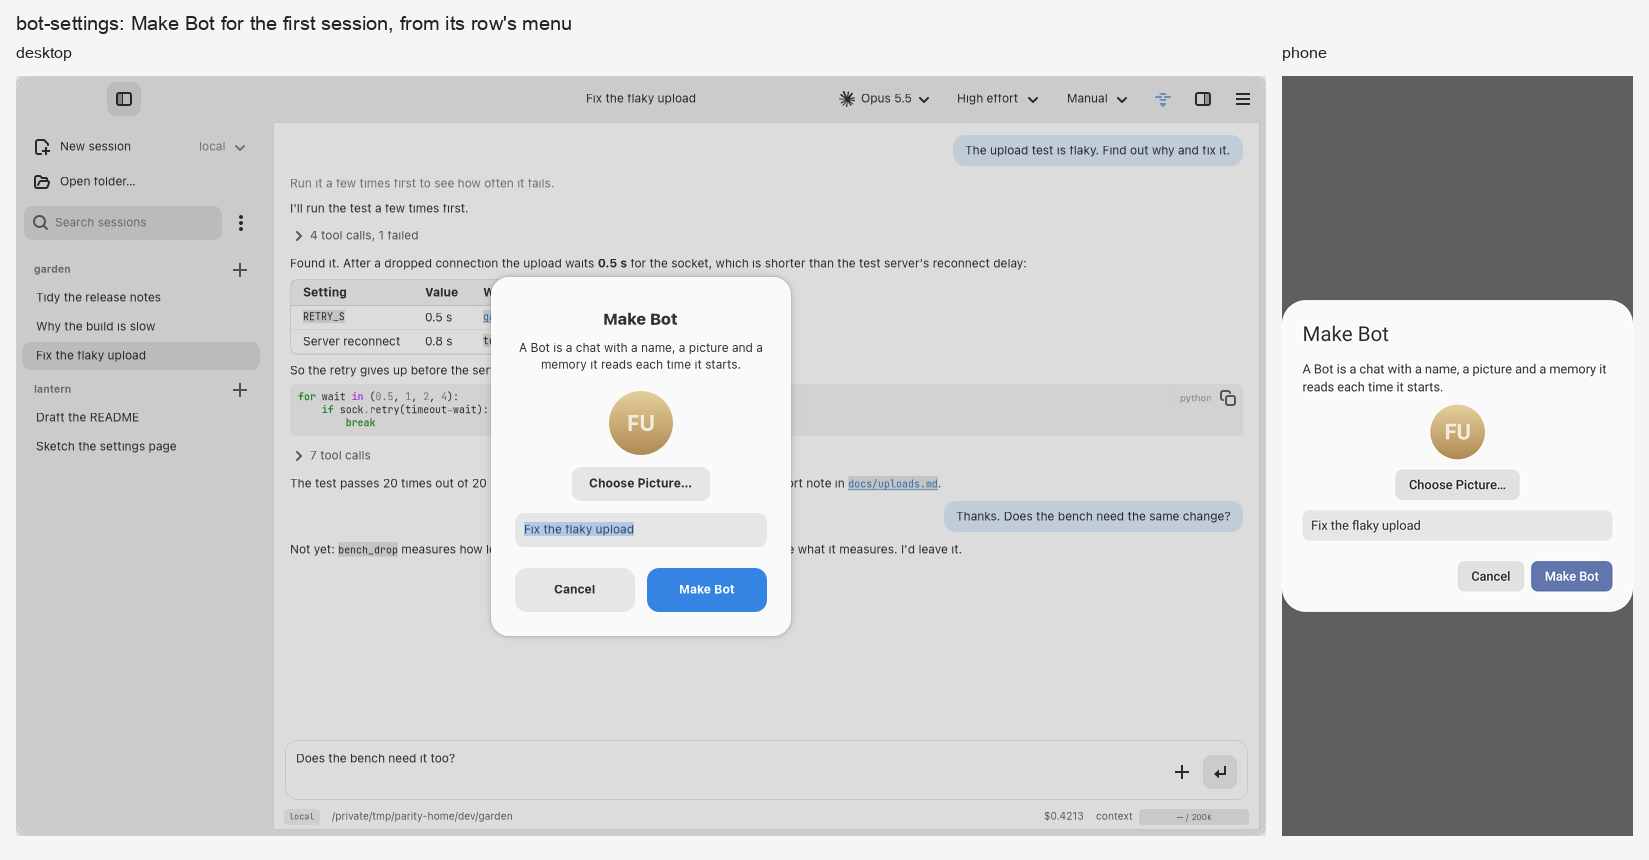 bot-settings: Make Bot for the first session, from its row's menu
desktop
Fix the flaky upload
Opus 5.5
High effort
Manual
New session
local
Open folder...
Search sessions
garden
Tidy the release notes
Why the build is slow
Fix the flaky upload
lantern
Draft the README
Sketch the settings page
The upload test is flaky. Find out why and fix it.
Run it a few times first to see how often it fails.
I'll run the test a few times first.
4 tool calls, 1 failed
Found it. After a dropped connection the upload waits 0.5 s for the socket, which is shorter than the test server's reconnect delay:
Setting Value W
RETRY_S 0.5 s
Server reconnect 0.8 s
So the retry gives up before the ser
for wait in (0.5, 1, 2, 4):
if sock.retry(timeout=wait):
break
python
7 tool calls
The test passes 20 times out of 20
rt note in docs/uploads.md.
Thanks. Does the bench need the same change?
Not yet: bench_drop measures how l
e what it measures. I'd leave it.
Make Bot
A Bot is a chat with a name, a picture and a
memory it reads each time it starts.
FU
Choose Picture...
Fix the flaky upload
Cancel
Make Bot
Does the bench need it too?
local
/private/tmp/parity-home/dev/garden
$0.4213
context
— / 200k
phone
Make Bot
A Bot is a chat with a name, a picture and a memory it
reads each time it starts.
FU
Choose Picture...
Fix the flaky upload
Cancel
Make Bot